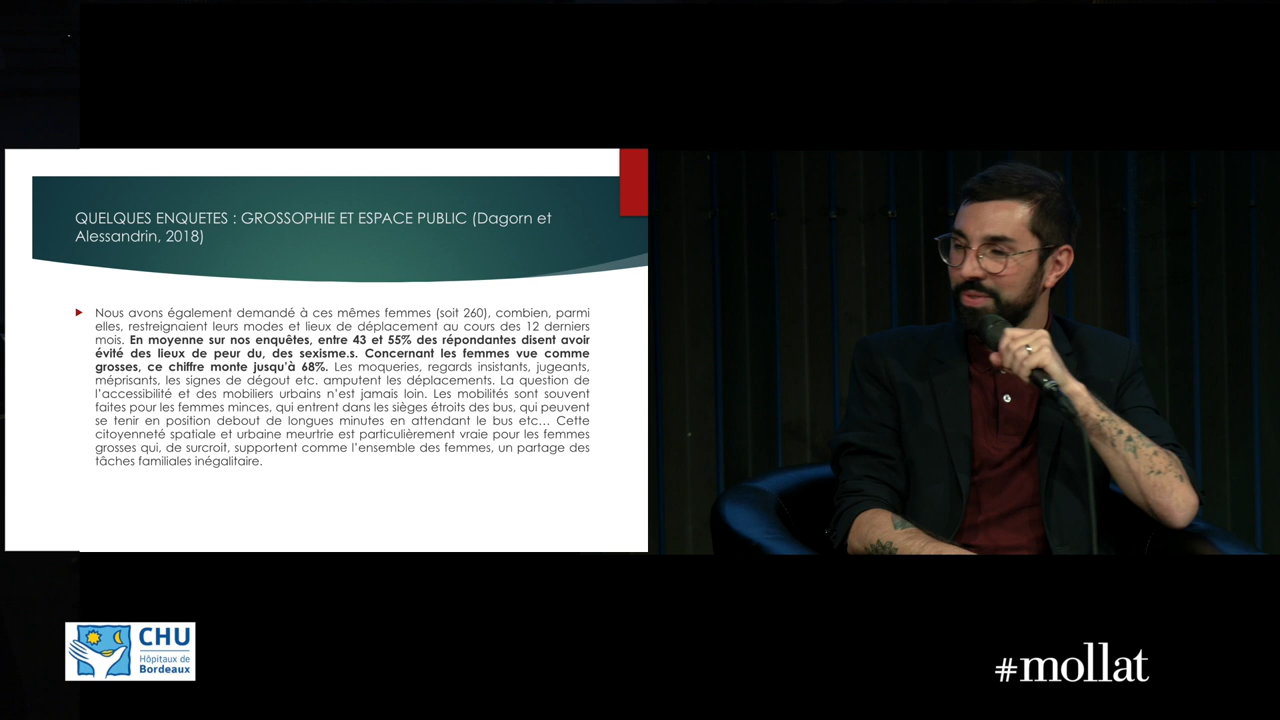 QUELQUES ENQUETES : GROSSOPHIE ET ESPACE PUBLIC (Dagorn et
Alessandrin, 2018)
Nous avons également demandé à ces mêmes femmes (soit 260), combien, parmi
elles, restreignaient leurs modes et lieux de déplacement au cours des 12 derniers
mois. En moyenne sur nos enquêtes, entre 43 et 55% des répondantes disent avoir
évité des lieux de peur du, des sexisme.s. Concernant les femmes vue comme
grosses, ce chiffre monte jusqu’à 68%. Les moqueries, regards insistants, jugeants,
méprisants, les signes de dégout etc. amputent les déplacements. La question de
l’accessibilité et des mobiliers urbains n’est jamais loin. Les mobilités sont souvent
faites pour les femmes minces, qui entrent dans les sièges étroits des bus, qui peuvent
se tenir en position debout de longues minutes en attendant le bus etc… Cette
citoyenneté spatiale et urbaine meurtrie est particulièrement vraie pour les femmes
grosses qui, de surcroit, supportent comme l’ensemble des femmes, un partage des
tâches familiales inégalitaire.
CHU
Hôpitaux de
Bordeaux
#mollat